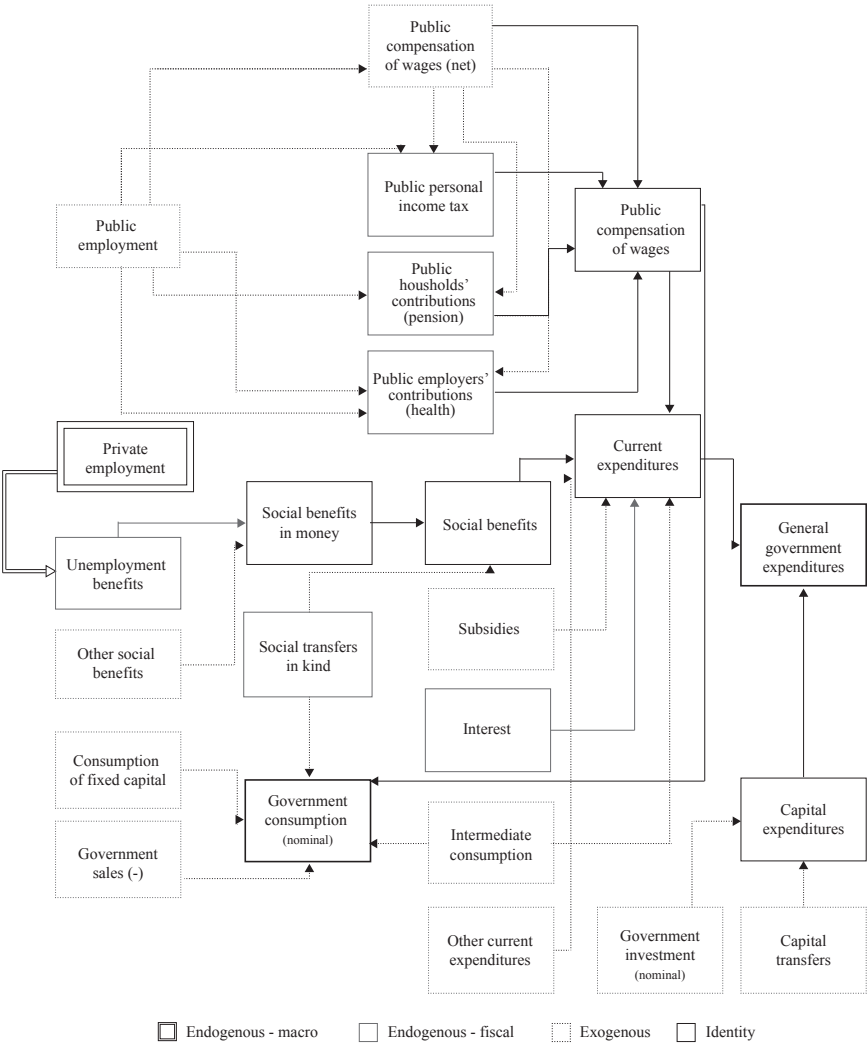 Public
compensation
of wages (net)
Public personal
income tax
Public
employment
Public
compensation
of wages
Public
housholds'
contributions
(pension)
Public employers'
contributions
(health)
Private
employment
Current
expenditures
Social benefits
in money
Social benefits
General
government
expenditures
Unemployment
benefits
Other social
benefits
Social transfers
in kind
Subsidies
Interest
Consumption
of fixed capital
Government
consumption
(nominal)
Intermediate
consumption
Capital
expenditures
Government
sales (-)
Other current
expenditures
Government
investment
(nominal)
Capital
transfers
Endogenous - macro
Endogenous - fiscal
Exogenous
Identity